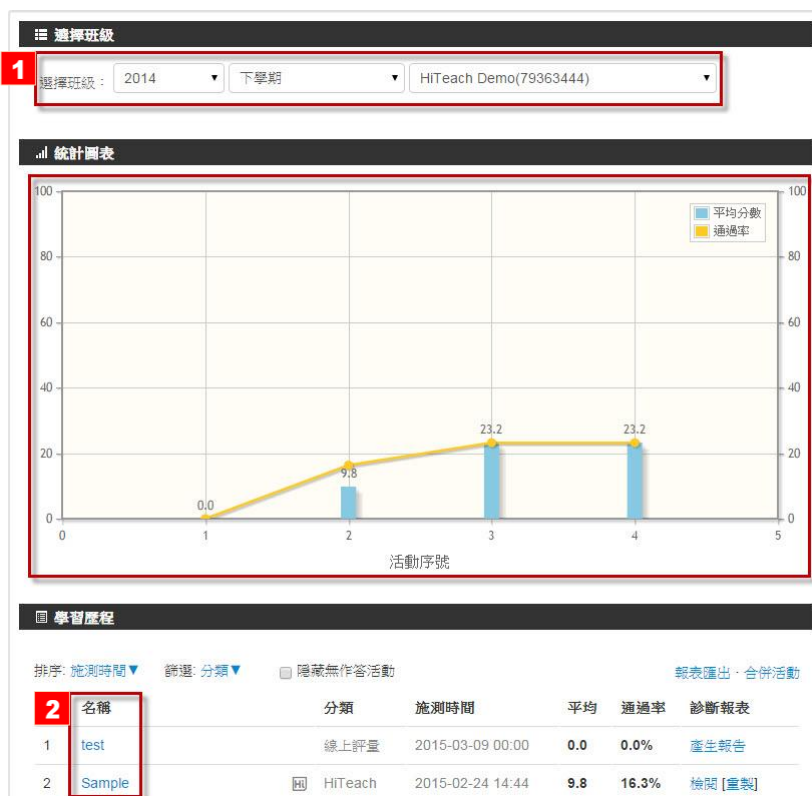 選擇班級
1
選擇班級： 2014 下學期 HiTeach Demo(79363444)
統計圖表
100 100
平均分數
通過率
80 80
60 60
40 40
23.2 23.2
20 20
9.8
0.0
0 0
0 1 2 3 4 5
活動序號
學習歷程
排序: 施測時間▼ 篩選: 分類▼ 隱藏無作答活動 報表匯出 · 合併活動
2 名稱 分類 施測時間 平均 通過率 診斷報表
1 test 線上評量 2015-03-09 00:00 0.0 0.0% 產生報告
2 Sample Hi HiTeach 2015-02-24 14:44 9.8 16.3% 檢閱 [重製]